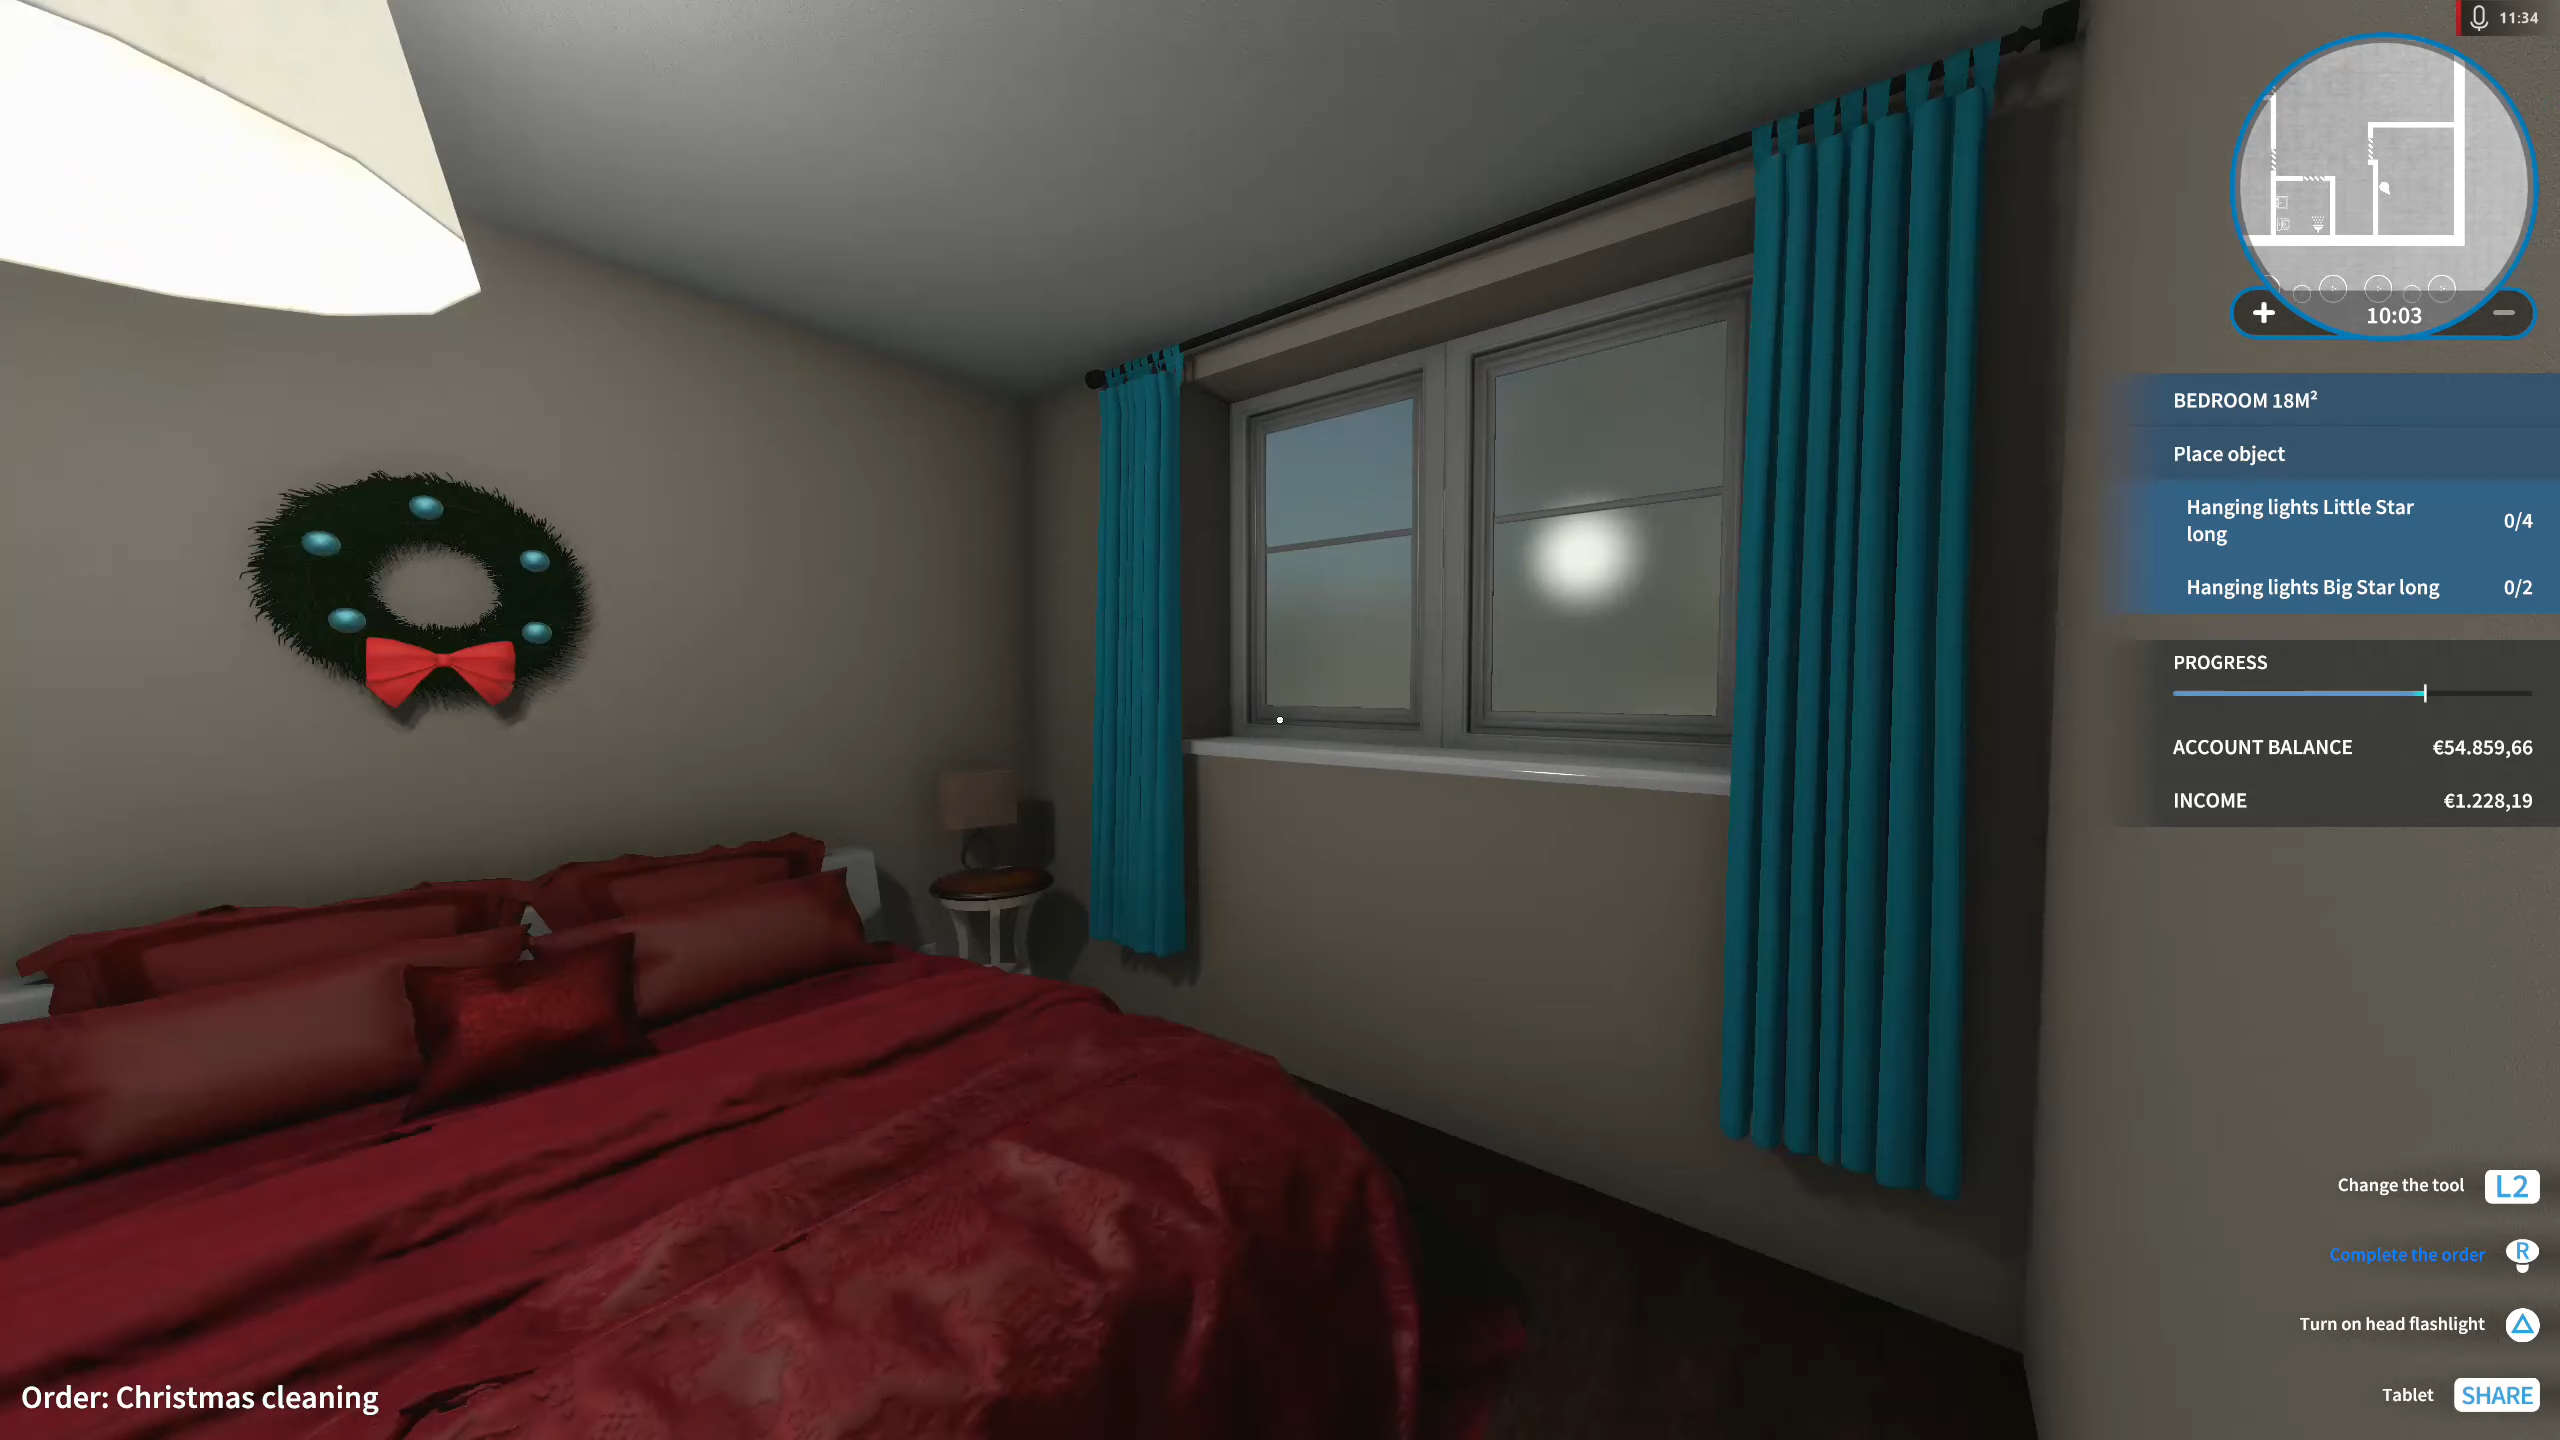 11:34
10:03
BEDROOM 18M²
Place object
Hanging lights Little Star
long
0/4
Hanging lights Big Star long 0/2
PROGRESS
ACCOUNT BALANCE €54.859,66
INCOME €1.228,19
Change the tool L2
Complete the order R
Turn on head flashlight
Tablet SHARE
Order: Christmas cleaning